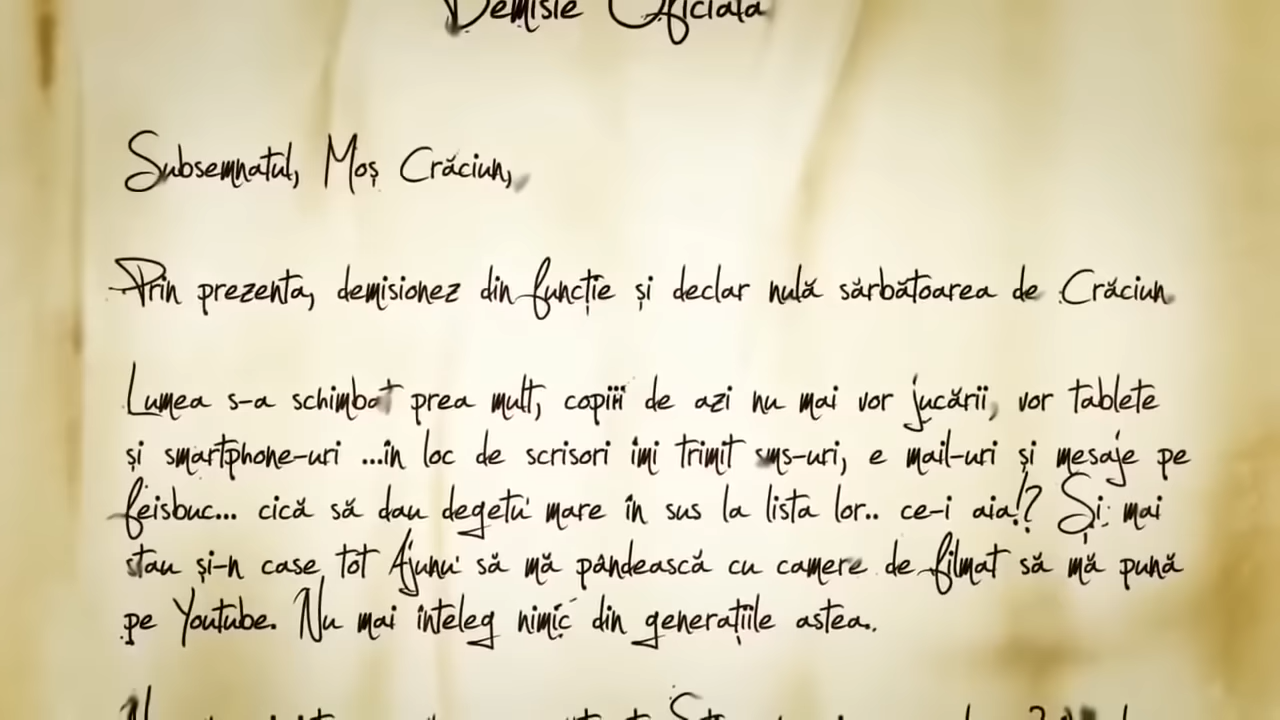 Demisie Oficiala
Subsemnatul, Moș Crăciun,
Prin prezenta, demisionez din funcție și declar nulă sărbătoarea de Crăciun
Lumea s-a schimbat prea mult, copiii de azi nu mai vor jucării, vor tablete
și smartphone-uri ...în loc de scrisori îmi trimit sms-uri, e mail-uri și mesaje pe
feisbuc... cică să dau degetu' mare în sus la lista lor.. ce-i aia!? Și mai
stau și-n case tot Ajunu' să mă pândească cu camere de filmat să mă pună
pe Youtube. Nu mai înteleg nimic din generațiile astea..